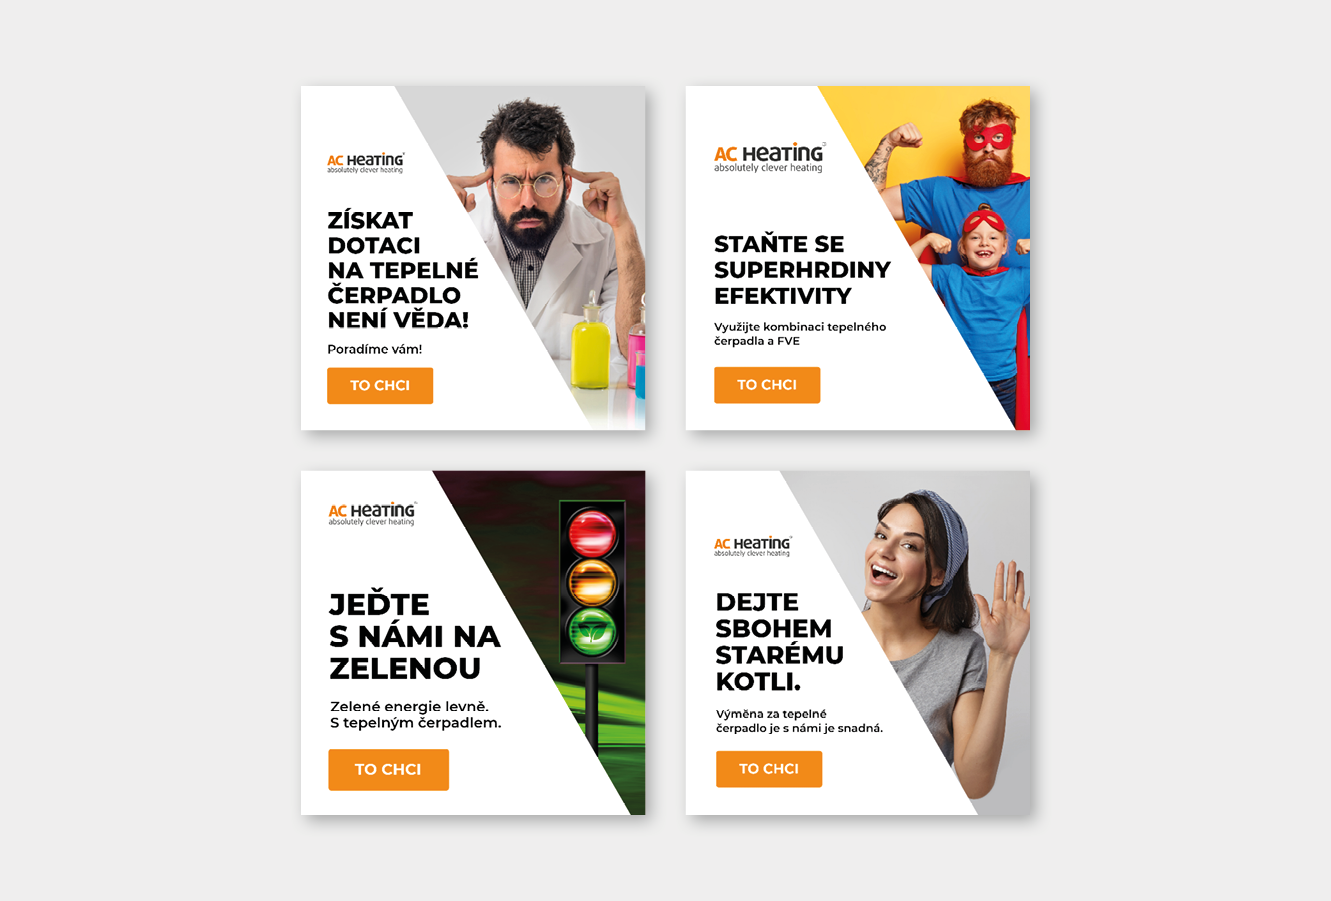 AC Heating
absolutely clever heating
ZÍSKAT
DOTACI
NA TEPELNÉ
ČERPADLO
NENÍ VĚDA!
Poradíme vám!
TO CHCI
AC Heating
absolutely clever heating
STAŇTE SE
SUPERHRDINY
EFEKTIVITY
Využijte kombinaci tepelného
čerpadla a FVE
TO CHCI
AC Heating
absolutely clever heating
JEĎTE
S NÁMI NA
ZELENOU
Zelené energie levně.
S tepelným čerpadlem.
TO CHCI
AC Heating
absolutely clever heating
DEJTE
SBOHEM
STARÉMU
KOTLI.
Výměna za tepelné
čerpadlo je s námi je snadná.
TO CHCI